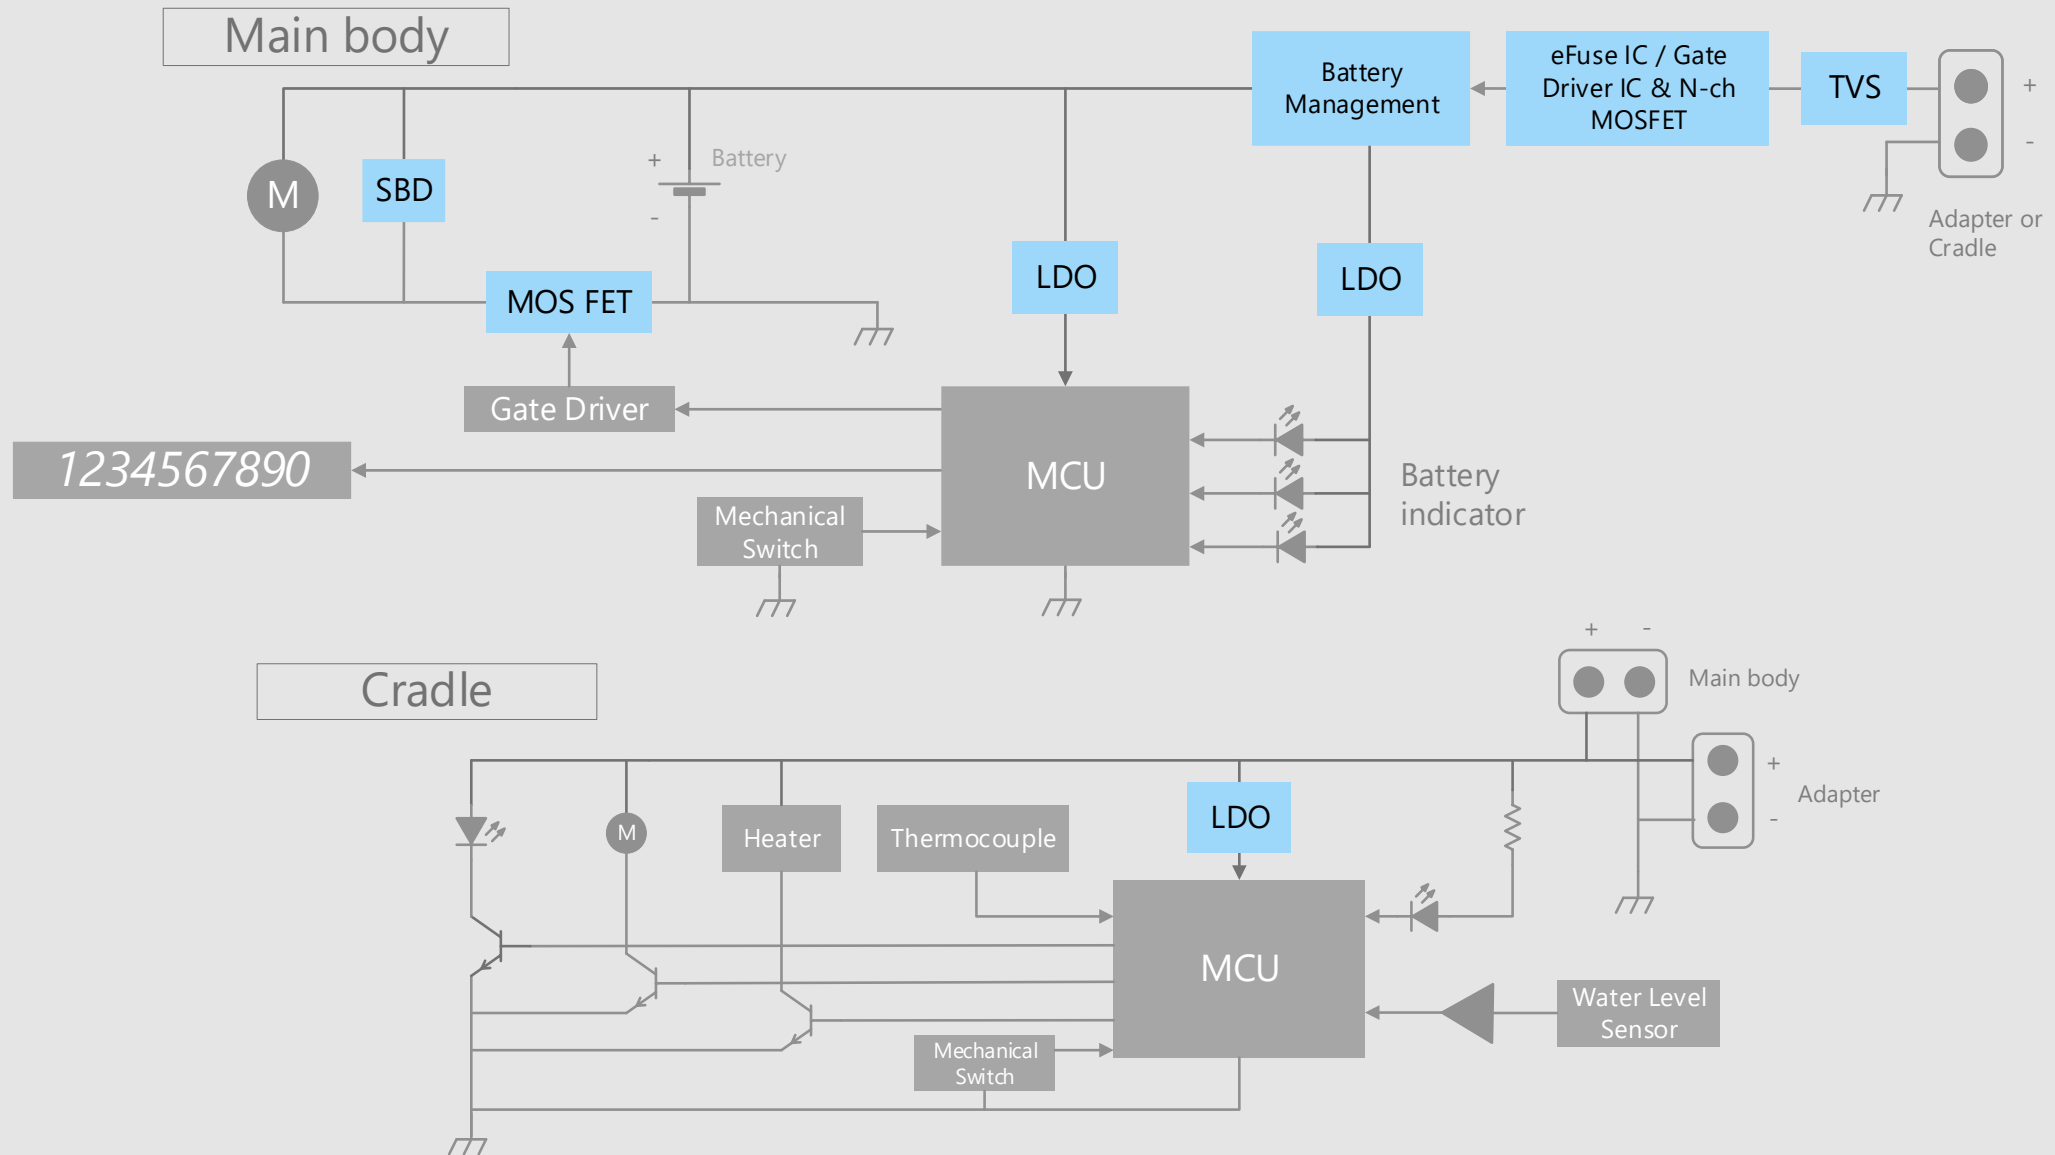 Main body
Battery
Management
eFuse IC / Gate
Driver IC & N-ch
MOSFET
TVS
+
-
Adapter or
Cradle
M
SBD
+
Battery
-
LDO
LDO
MOS FET
Gate Driver
1234567890
MCU
Mechanical
Switch
Battery
indicator
Cradle
+ -
Main body
+
Adapter
-
M
Heater
Thermocouple
LDO
MCU
Water Level
Sensor
Mechanical
Switch